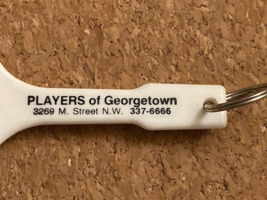 PLAYERS of Georgetown
3269 M. Street N.W. 337-6666